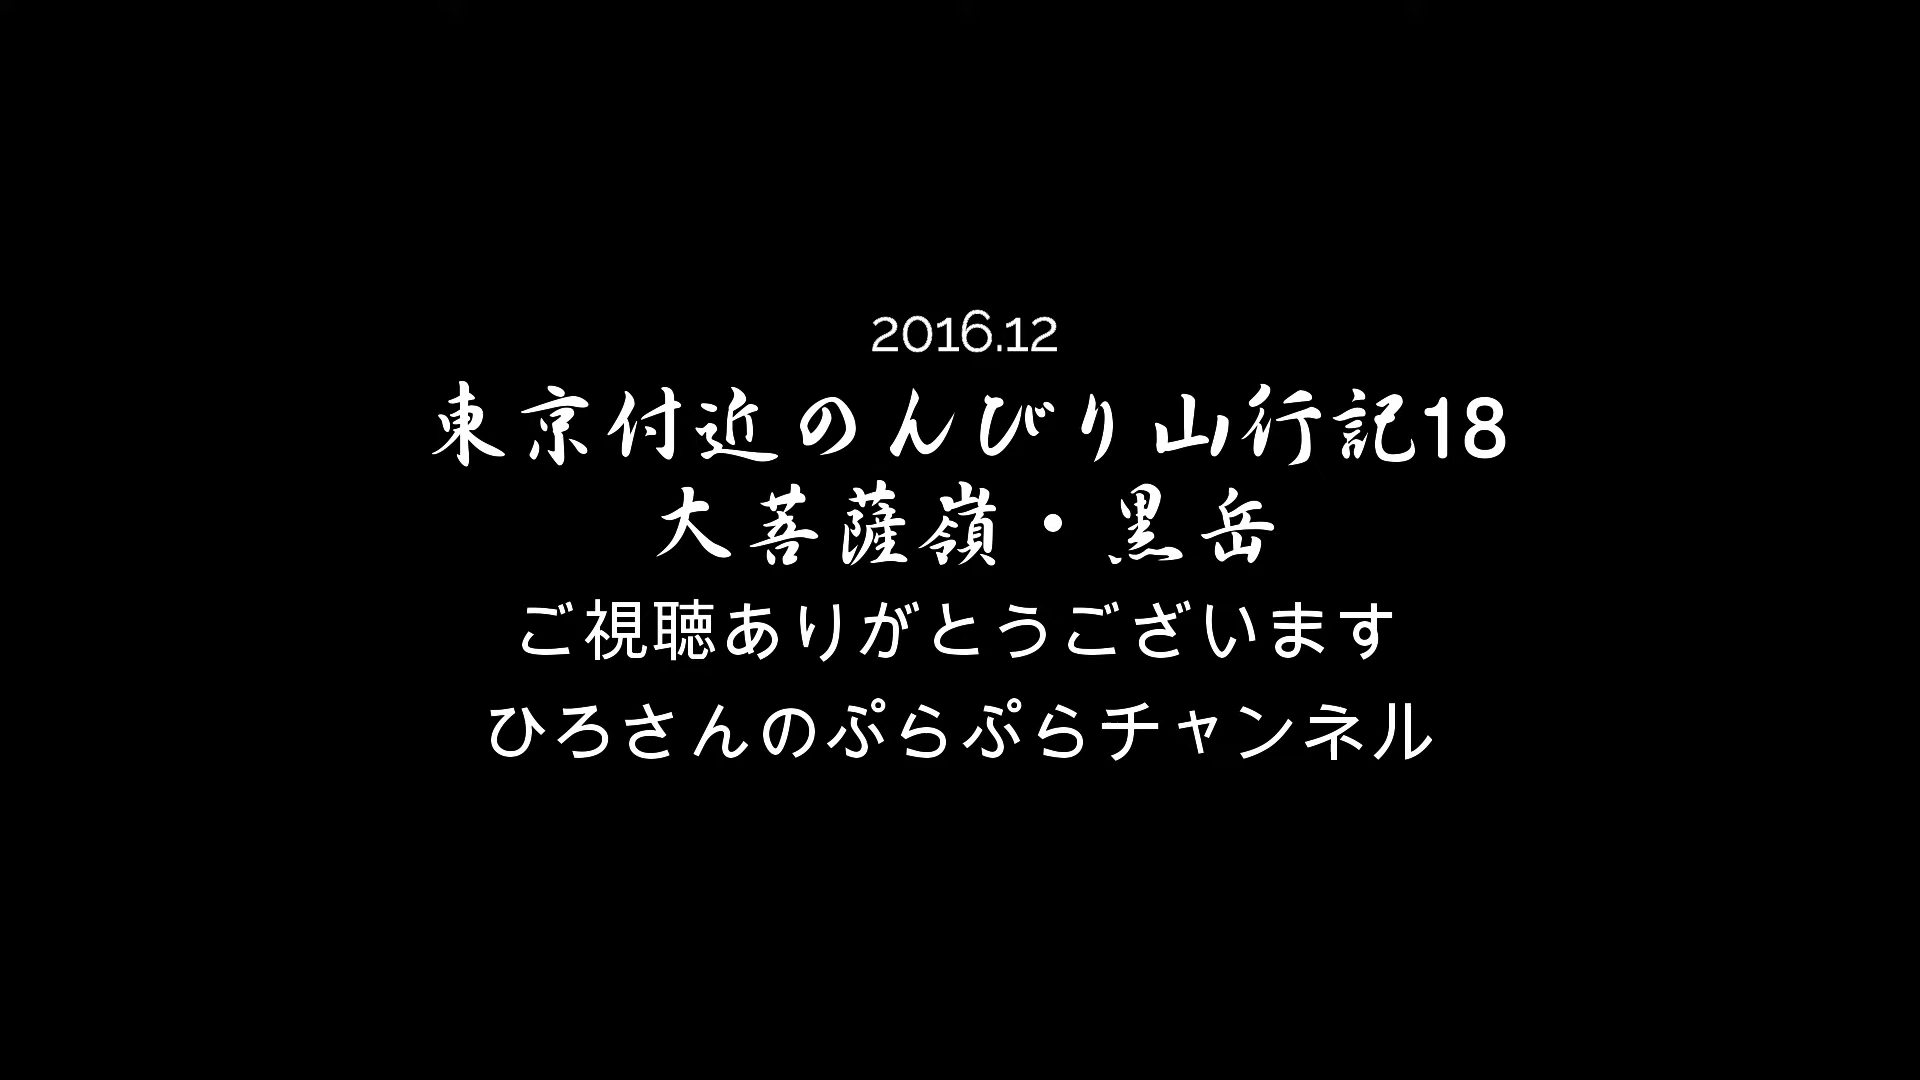 2016.12
東京付近のんびり山行記18
大菩薩嶺・黒岳
ご視聴ありがとうございます
ひろさんのぷらぷらチャンネル